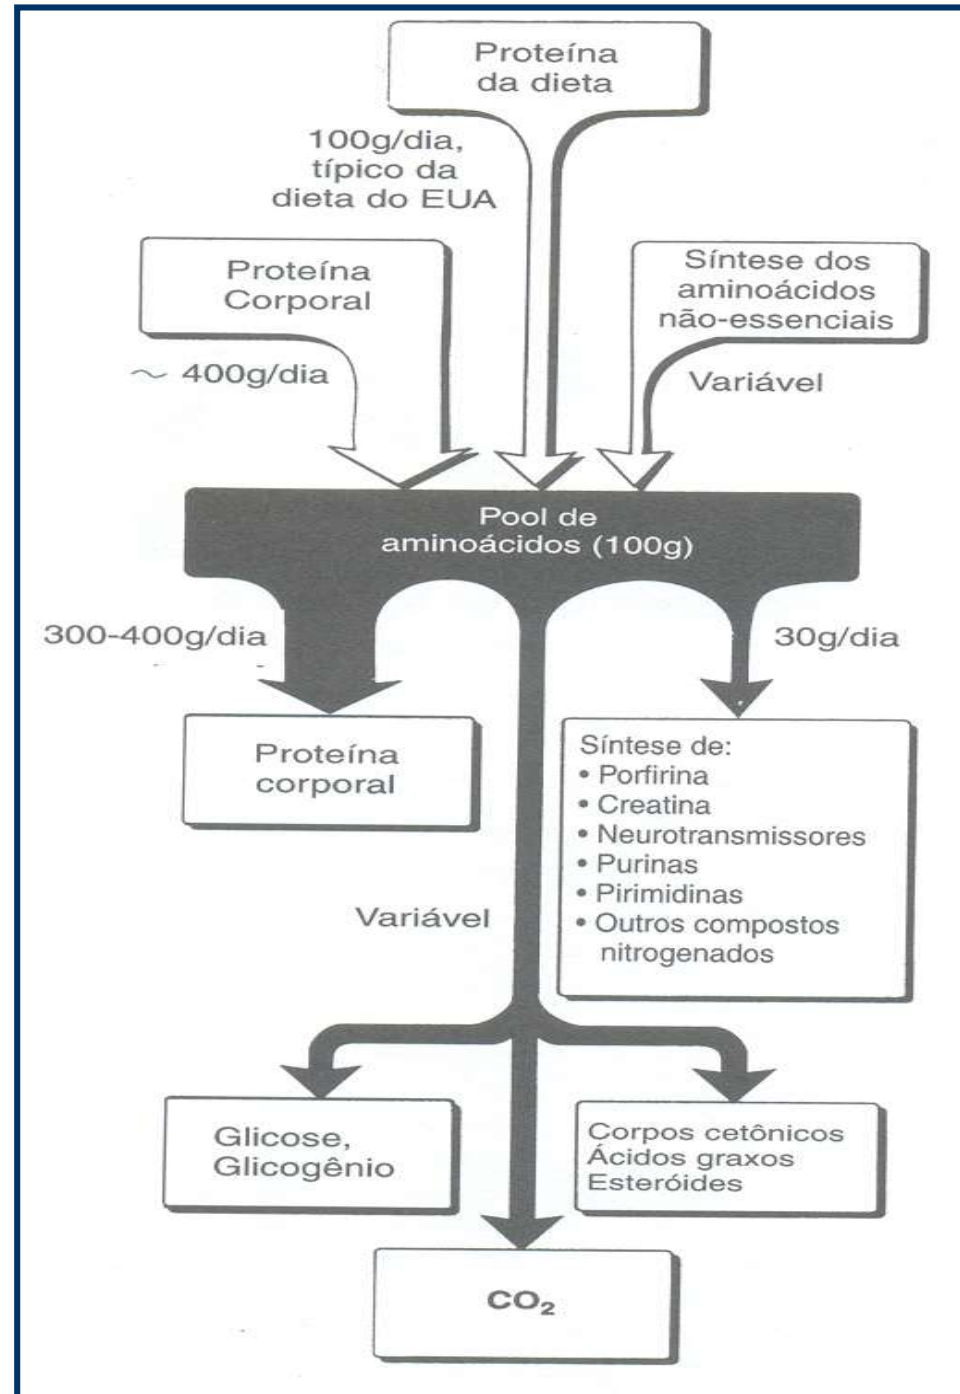 Proteína
da dieta
100g/dia,
típico da
dieta do EUA
Proteína
Corporal
~ 400g/dia
Síntese dos
aminoácidos
não-essenciais
Variável
Pool de
aminoácidos (100g)
300-400g/dia
30g/dia
Proteína
corporal
Síntese de:
• Porfirina
• Creatina
• Neurotransmissores
• Purinas
• Pirimidinas
• Outros compostos
nitrogenados
Variável
Glicose,
Glicogênio
Corpos cetônicos
Ácidos graxos
Esteróides
CO₂